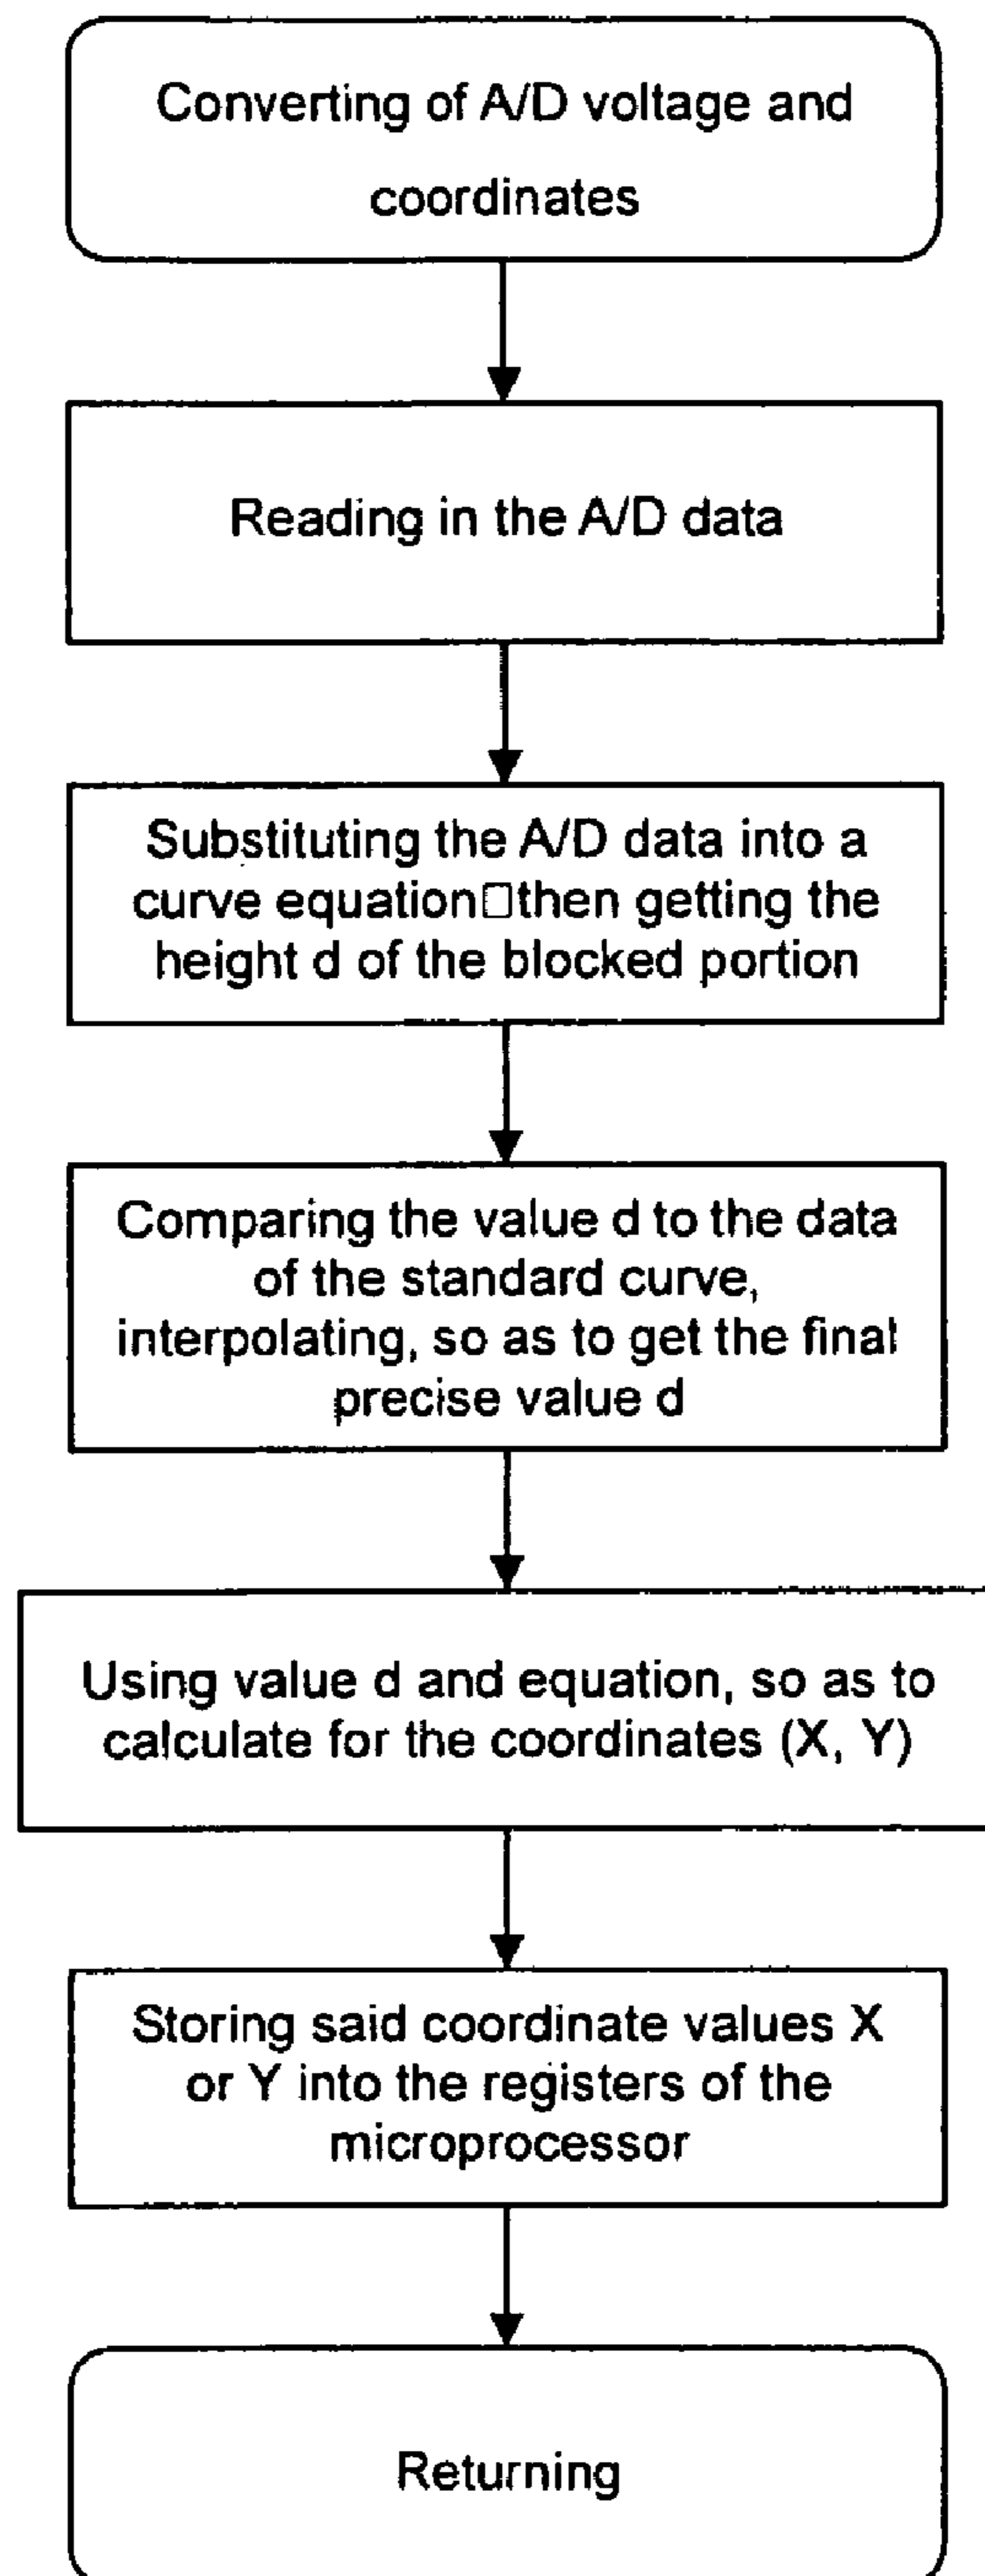 Converting of A/D voltage and
coordinates
Reading in the A/D data
Substituting the A/D data into a
curve equation□then getting the
height d of the blocked portion
Comparing the value d to the data
of the standard curve,
interpolating, so as to get the final
precise value d
Using value d and equation, so as to
calculate for the coordinates (X, Y)
Storing said coordinate values X
or Y into the registers of the
microprocessor
Returning